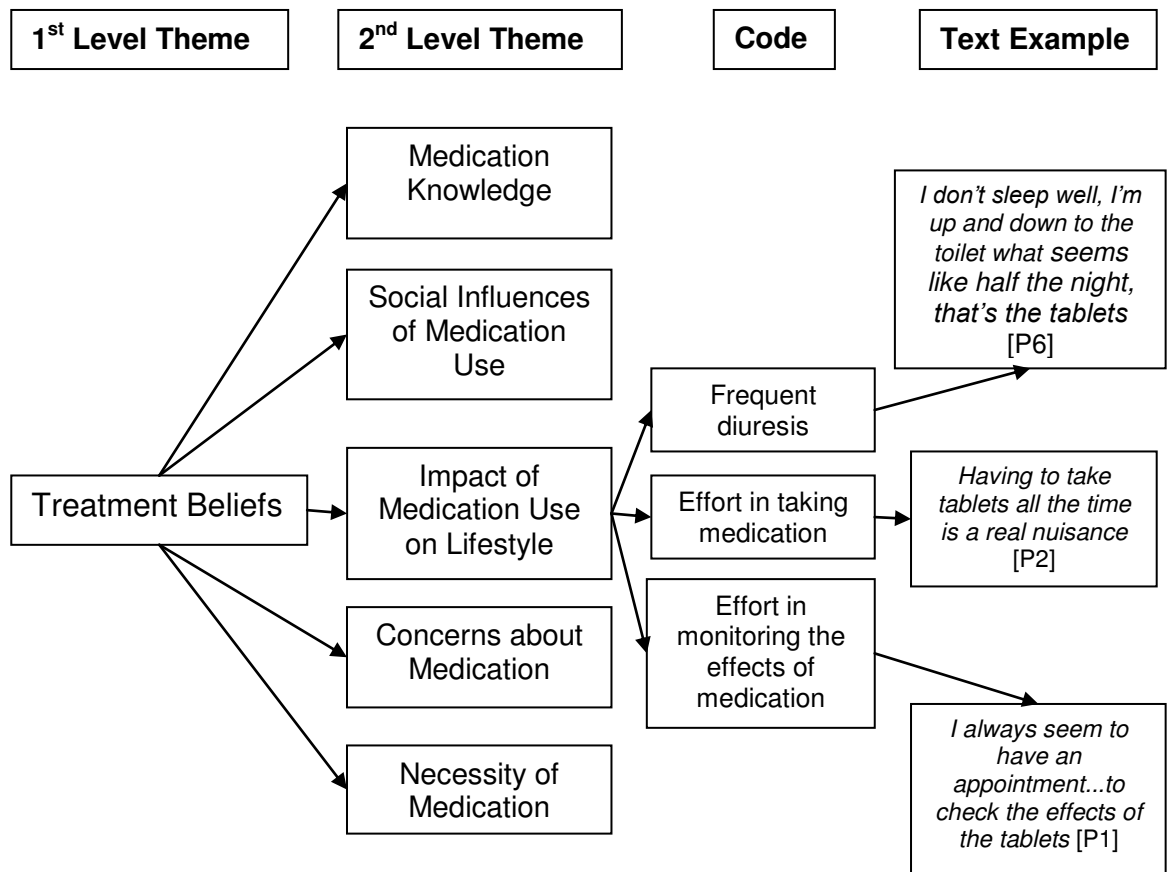 1st Level Theme
2nd Level Theme
Code
Text Example
Medication
Knowledge
Social Influences
of Medication
Use
Treatment Beliefs
Impact of
Medication Use
on Lifestyle
Concerns about
Medication
Necessity of
Medication
Frequent
diuresis
Effort in taking
medication
Effort in
monitoring the
effects of
medication
I don't sleep well, I'm
up and down to the
toilet what seems
like half the night,
that's the tablets
[P6]
Having to take
tablets all the time
is a real nuisance
[P2]
I always seem to
have an
appointment...to
check the effects of
the tablets [P1]